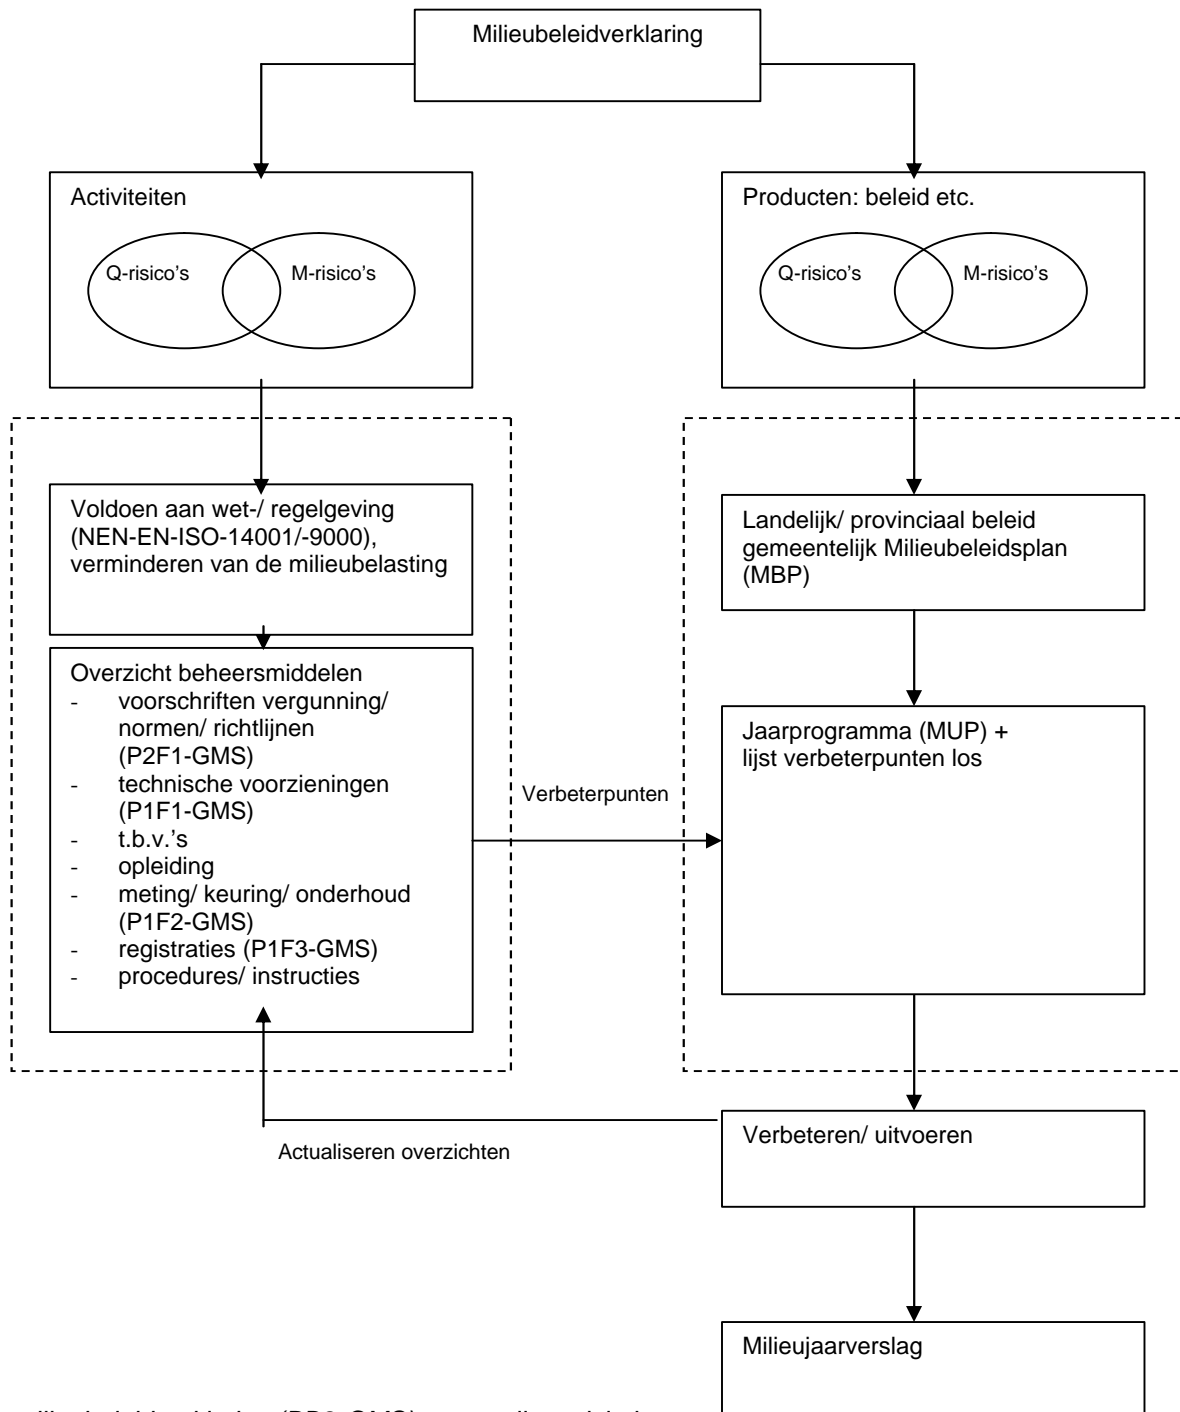 Milieubeleidverklaring
Activiteiten
Q-risico's
M-risico's
Producten: beleid etc.
Q-risico's
M-risico's
Voldoen aan wet-/ regelgeving
(NEN-EN-ISO-14001/-9000),
verminderen van de milieubelasting
Landelijk/ provinciaal beleid
gemeentelijk Milieubeleidsplan
(MBP)
Overzicht beheersmiddelen
- voorschriften vergunning/
normen/ richtlijnen
(P2F1-GMS)
- technische voorzieningen
(P1F1-GMS)
- t.b.v.'s
- opleiding
- meting/ keuring/ onderhoud
(P1F2-GMS)
- registraties (P1F3-GMS)
- procedures/ instructies
Verbeterpunten
Jaarprogramma (MUP) +
lijst verbeterpunten los
Actualiseren overzichten
Verbeteren/ uitvoeren
Milieujaarverslag